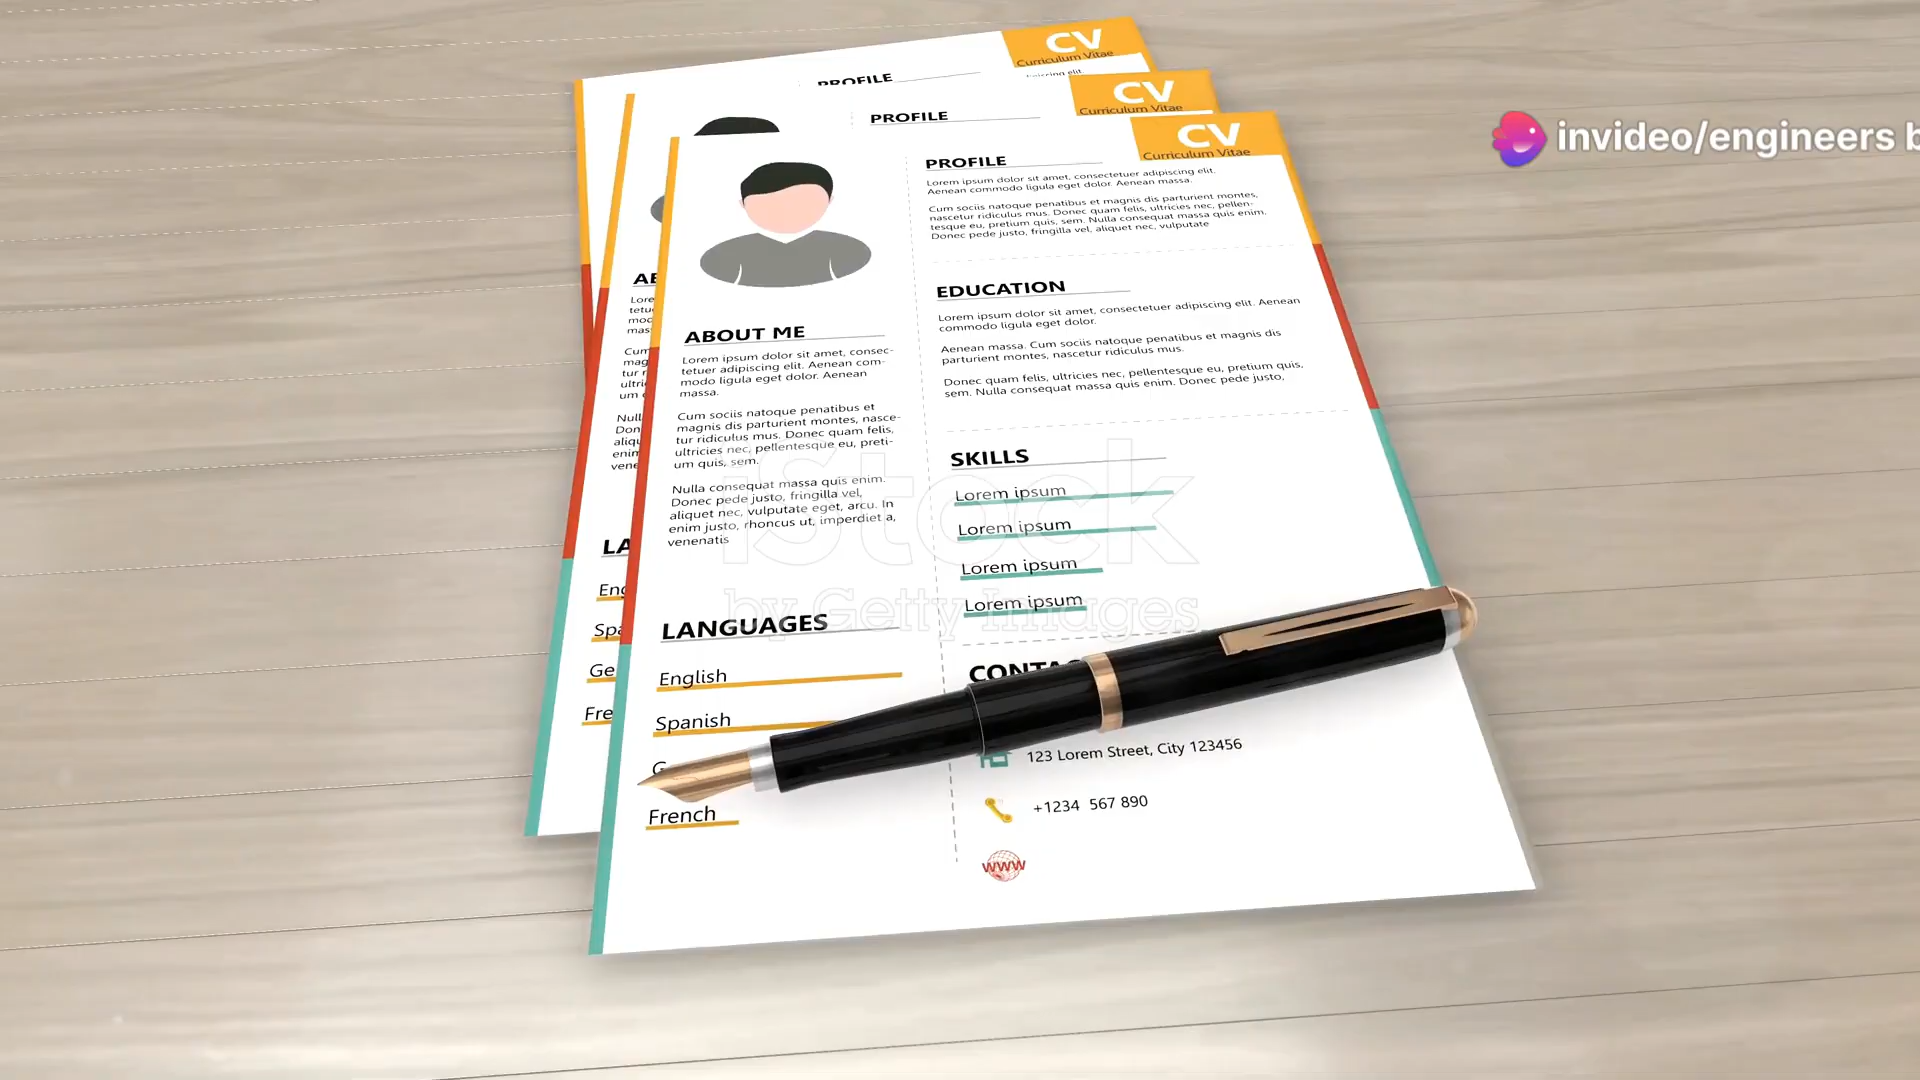 CV
Curriculum Vitae
PROFILE
CV
Curriculum Vitae
PROFILE
CV
Curriculum Vitae
invideo/engineers b
PROFILE
Lorem ipsum dolor sit amet, consectetuer adipiscing elit.
Aenean commodo ligula eget dolor. Aenean massa.
Cum sociis natoque penatibus et magnis dis parturient montes,
nascetur ridiculus mus. Donec quam felis, ultricies nec, pellen-
tesque eu, pretium quis, sem. Nulla consequat massa quis enim,
Donec pede justo, fringilla vel, aliquet nec, vulputate
EDUCATION
Lorem ipsum dolor sit amet, consectetuer adipiscing elit. Aenean
commodo ligula eget dolor.
Aenean massa. Cum sociis natoque penatibus et magnis dis
parturient montes, nascetur ridiculus mus.
Donec quam felis, ultricies nec, pellentesque eu, pretium quis,
sem. Nulla consequat massa quis enim. Donec pede justo,
ABOUT ME
Lorem ipsum dolor sit amet, consec-
tetuer adipiscing elit. Aenean com-
modo ligula eget dolor. Aenean
massa.
Cum sociis natoque penatibus et
magnis dis parturient montes, nasce-
tur ridiculus mus. Donec quam felis,
ultricies nec, pellentesque eu, preti-
um quis, sem.
Nulla consequat massa quis enim.
Donec pede justo, fringilla vel,
aliquet nec, vulputate eget, arcu. In
enim justo, rhoncus ut, imperdiet a,
venenatis
SKILLS
Lorem ipsum
Lorem ipsum
Lorem ipsum
Lorem ipsum
iStock
by Getty Images
LANGUAGES
English
Spanish
French
CONTAC
123 Lorem Street, City 123456
+1234 567 890
www